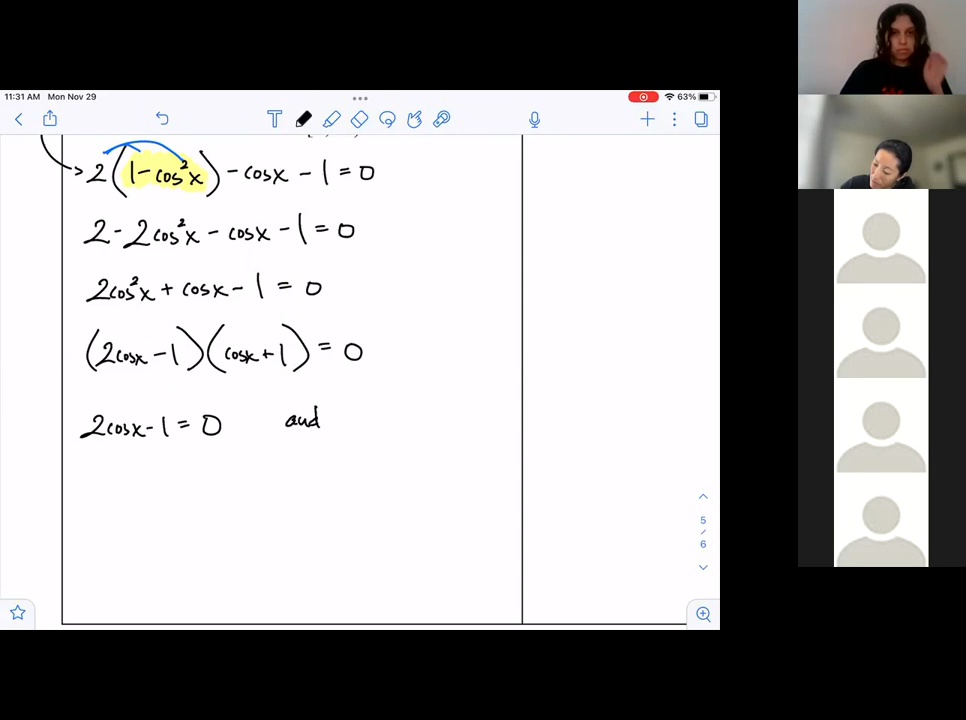 11:31 AM Mon Nov 29
63%
2(1-cos²x) - cosx - 1 = 0
2 - 2cos²x - cosx - 1 = 0
2cos²x + cosx - 1 = 0
(2cosx - 1)(cosx + 1) = 0
2cosx - 1 = 0 and
5
/
6